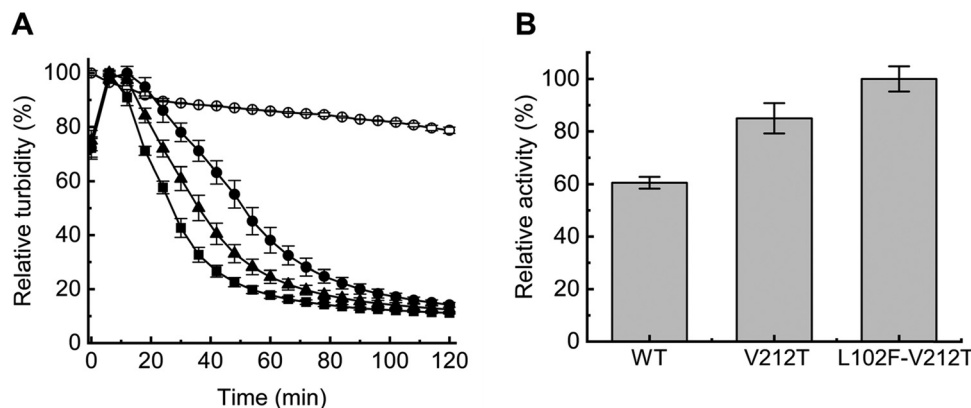 A
Relative turbidity (%)
100
80
60
40
20
0
0 20 40 60 80 100 120
Time (min)
B
Relative activity (%)
100
80
60
40
20
0
WT V212T L102F-V212T